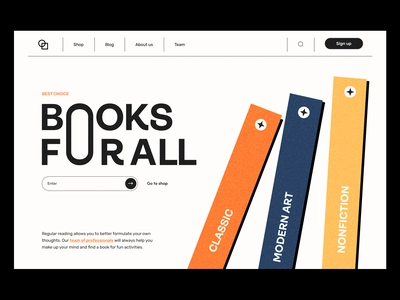 Shop
Blog
About us
Team
Sign up
BEST CHOICE
BOOKS
FOR ALL
Enter
Go to shop
Regular reading allows you to better formulate your own
thoughts. Our team of professionals will always help you
make up your mind and find a book for fun activities.
CLASSIC
MODERN ART
NONFICTION